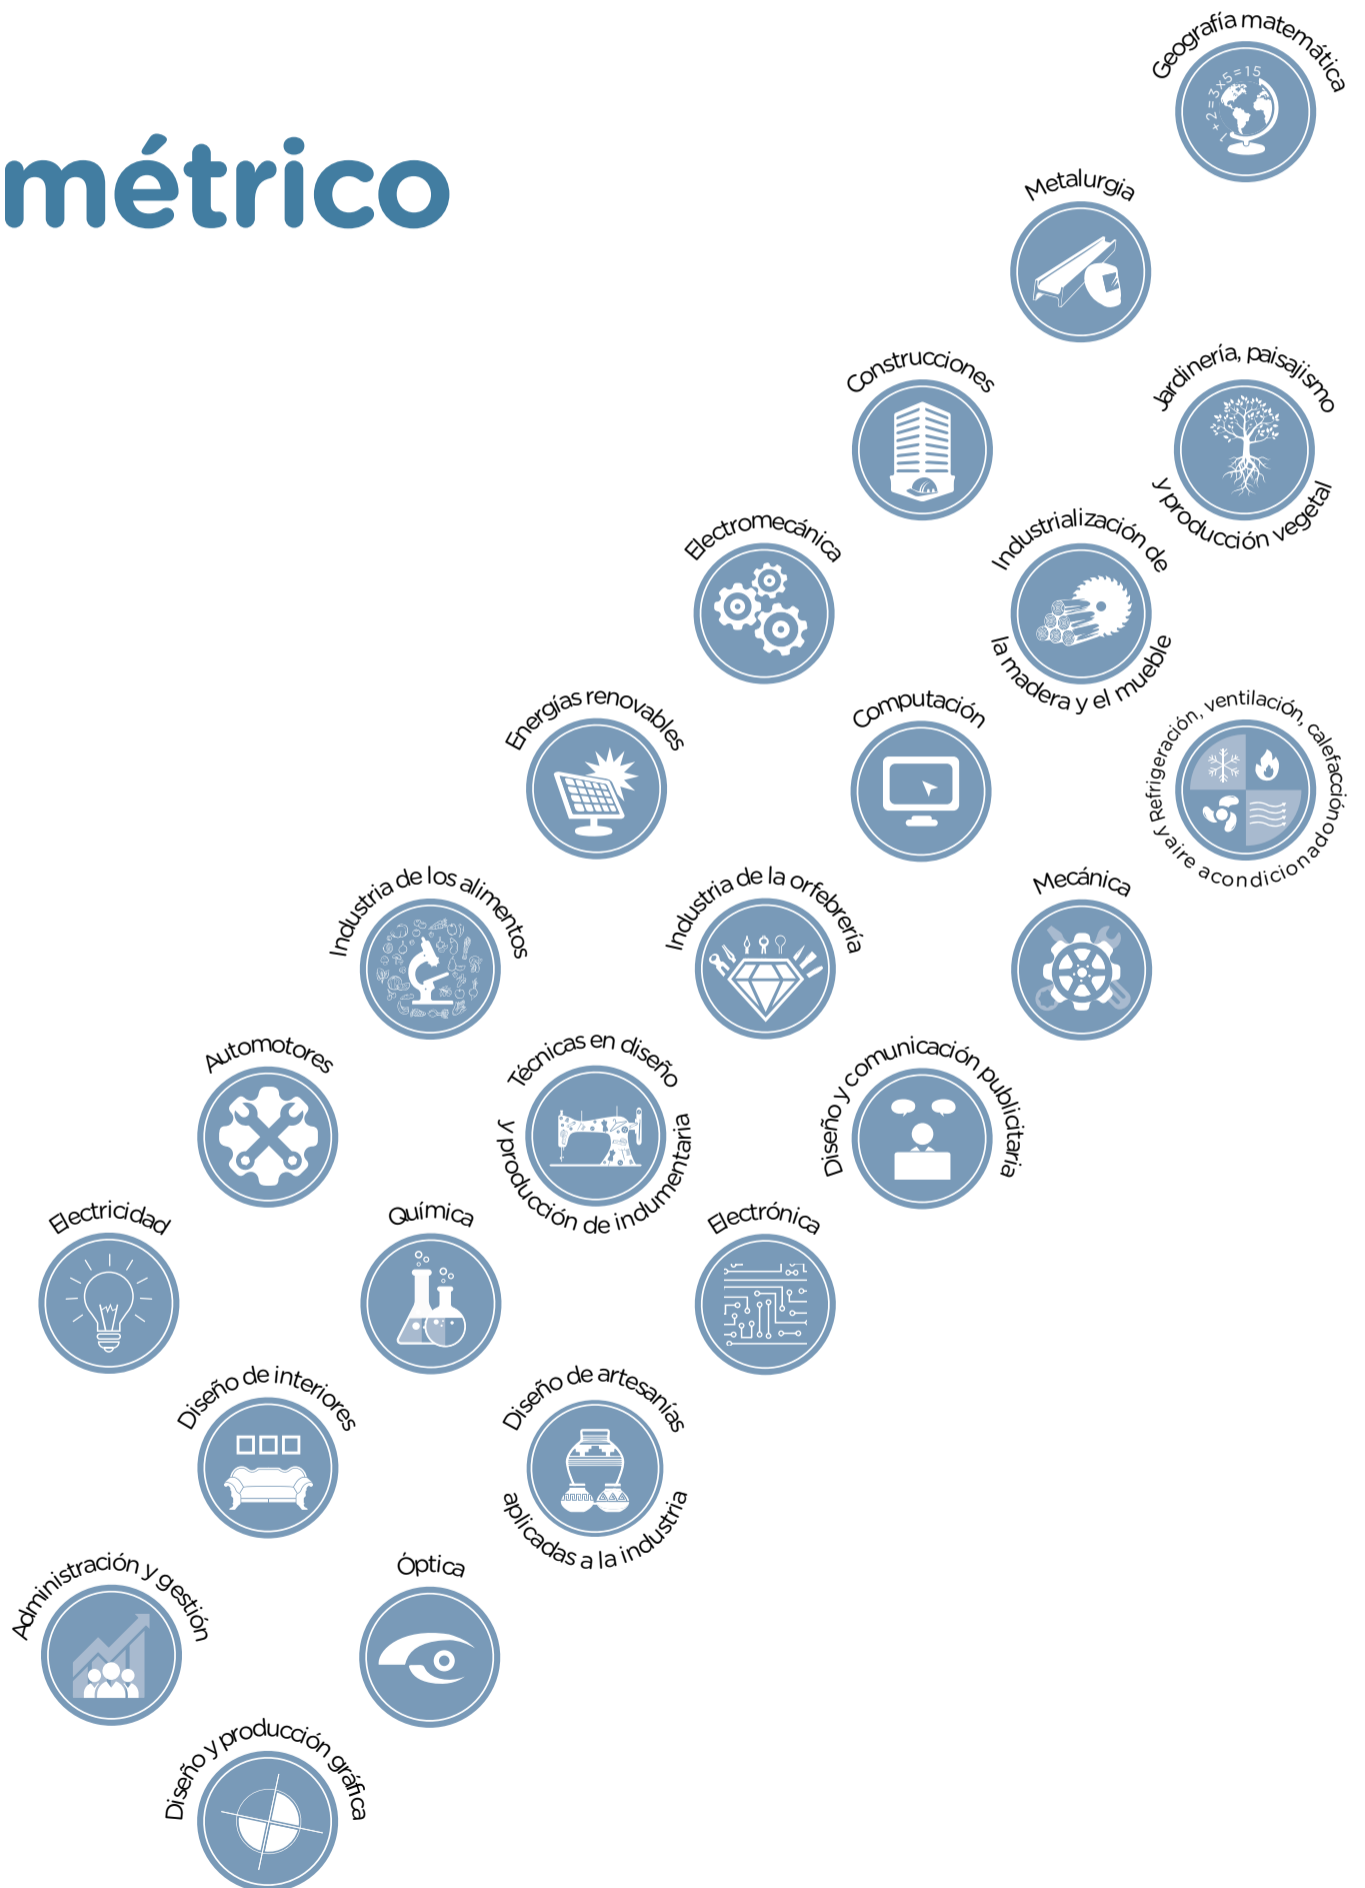 Geografía matemática
1+2=3x5=15
métrico
Metalurgia
Construcciones
Jardinería, paisajismo
y producción vegetal
Electromecánica
Industrialización de
la madera y el mueble
Energías renovables
Computación
Refrigeración, ventilación, calefacción
y aire acondicionado
Industria de los alimentos
Industria de la orfebrería
Mecánica
Automotores
Técnicas en diseño
y producción de indumentaria
Diseño y comunicación publicitaria
Electricidad
Química
Electrónica
Diseño de interiores
Diseño de artesanías
aplicadas a la industria
Administración y gestión
Óptica
Diseño y producción gráfica